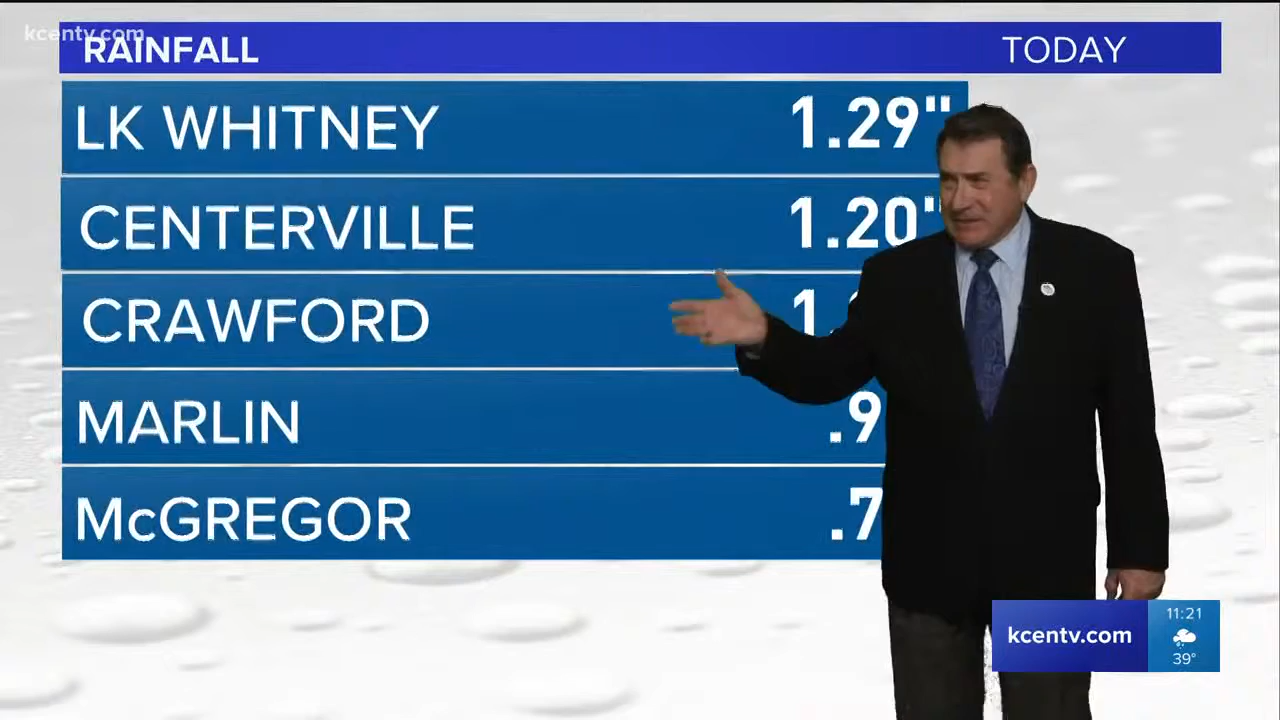 kcentv.com
RAINFALL TODAY
LK WHITNEY 1.29"
CENTERVILLE 1.20"
CRAWFORD
MARLIN
McGREGOR
kcentv.com
11:21
39°